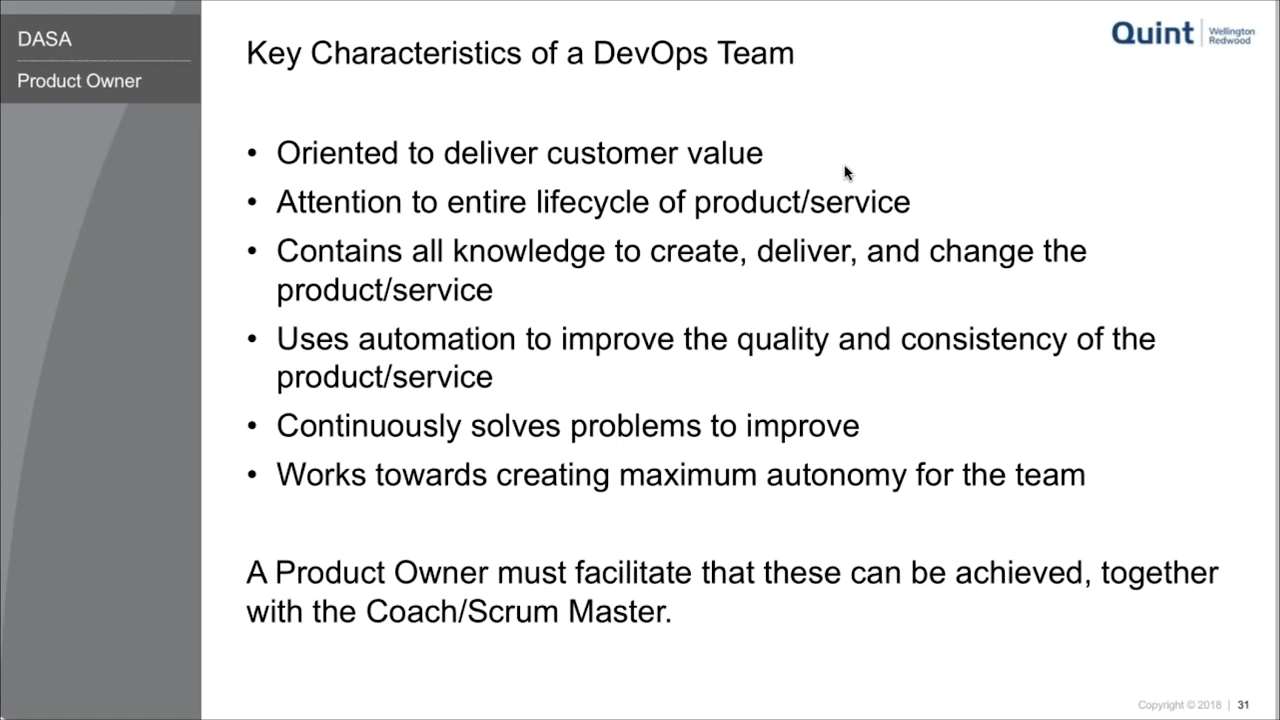 DASA
Product Owner
Key Characteristics of a DevOps Team
Quint
Wellington
Redwood
• Oriented to deliver customer value
• Attention to entire lifecycle of product/service
• Contains all knowledge to create, deliver, and change the
product/service
• Uses automation to improve the quality and consistency of the
product/service
• Continuously solves problems to improve
• Works towards creating maximum autonomy for the team
A Product Owner must facilitate that these can be achieved, together
with the Coach/Scrum Master.
Copyright © 2018 | 31